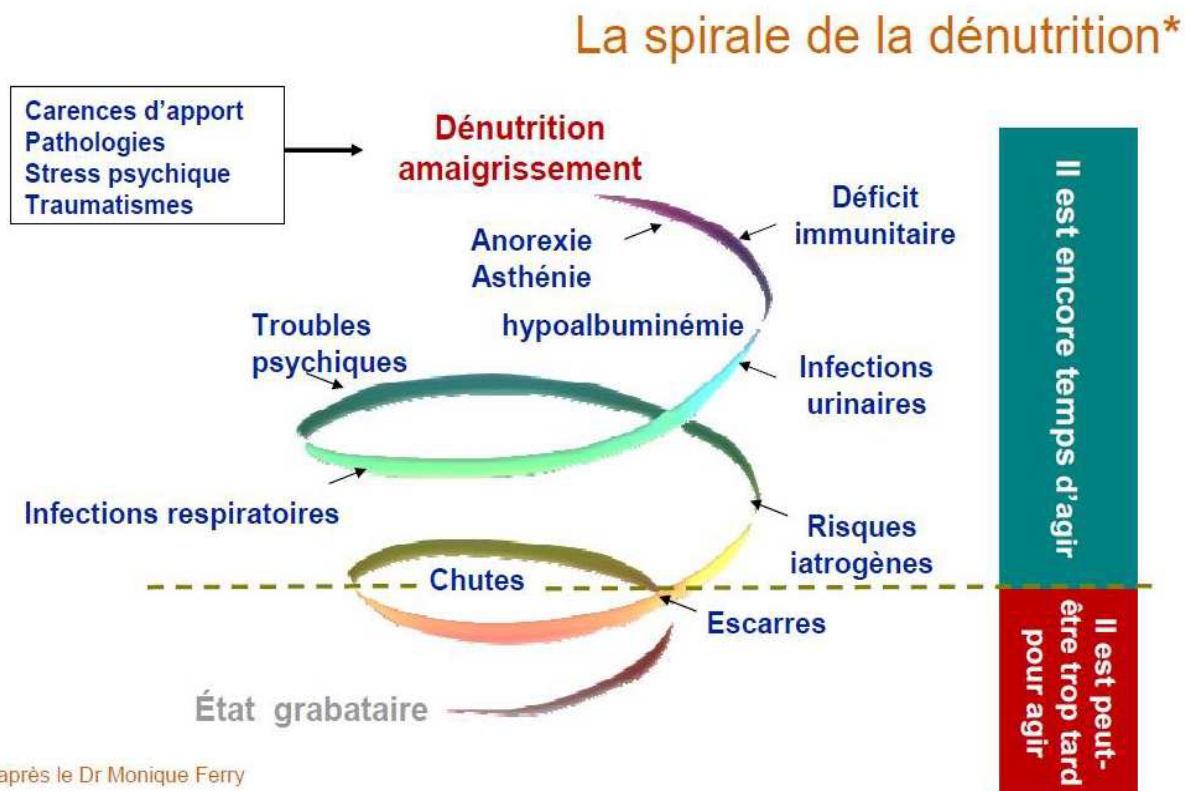 La spirale de la dénutrition*
Carences d'apport
Pathologies
Stress psychique
Traumatismes
Dénutrition
amaigrissement
Déficit
immunitaire
Anorexie
Asthénie
hypoalbuminémie
Troubles
psychiques
Infections
urinaires
Infections respiratoires
Risques
iatrogènes
Chutes
Escarres
État grabataire
Il est encore temps d'agir
Il est peut-
être trop tard
pour agir
après le Dr Monique Ferry